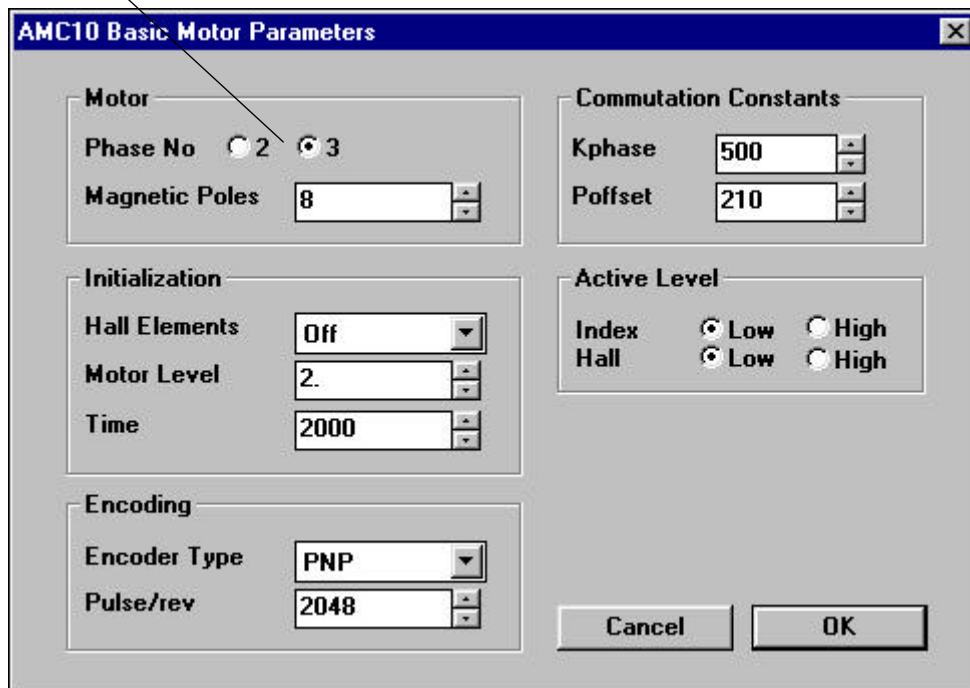 AMC10 Basic Motor Parameters
Motor
Phase No 2 3
Magnetic Poles 8
Commutation Constants
Kphase 500
Poffset 210
Initialization
Hall Elements Off
Motor Level 2.
Time 2000
Active Level
Index Low High
Hall Low High
Encoding
Encoder Type PNP
Pulse/rev 2048
Cancel OK